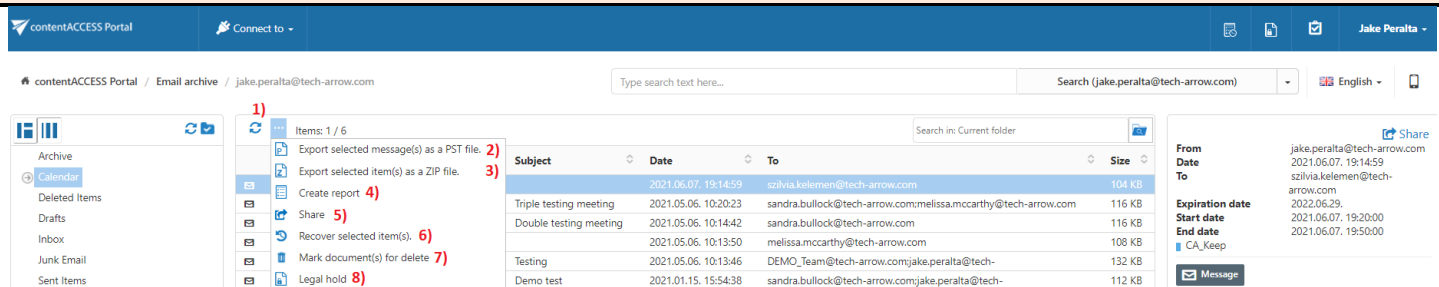 contentACCESS Portal
Connect to
Jake Peralta
contentACCESS Portal / Email archive / jake.peralta@tech-arrow.com
Type search text here...
Search (jake.peralta@tech-arrow.com)
English
1)
Items: 1 / 6
Search in: Current folder
Share
Archive
Calendar
Deleted Items
Drafts
Inbox
Junk Email
Sent Items
Export selected message(s) as a PST file. 2)
Export selected item(s) as a ZIP file. 3)
Create report 4)
Share 5)
Recover selected item(s). 6)
Mark document(s) for delete 7)
Legal hold 8)
Subject Date To Size
2021.06.07. 19:14:59 szilvia.kelemen@tech-arrow.com 104 KB
Triple testing meeting 2021.05.06. 10:20:23 sandra.bullock@tech-arrow.com;melissa.mccarthy@tech-arrow.com 116 KB
Double testing meeting 2021.05.06. 10:14:42 sandra.bullock@tech-arrow.com 116 KB
2021.05.06. 10:13:50 melissa.mccarthy@tech-arrow.com 108 KB
Testing 2021.05.06. 10:13:46 DEMO_Team@tech-arrow.com;jake.peralta@tech- 132 KB
Demo test 2021.01.15. 15:54:38 sandra.bullock@tech-arrow.com;jake.peralta@tech- 112 KB
From jake.peralta@tech-arrow.com
Date 2021.06.07. 19:14:59
To szilvia.kelemen@tech-
arrow.com
Expiration date 2022.06.29.
Start date 2021.06.07. 19:20:00
End date 2021.06.07. 19:50:00
CA_Keep
Message